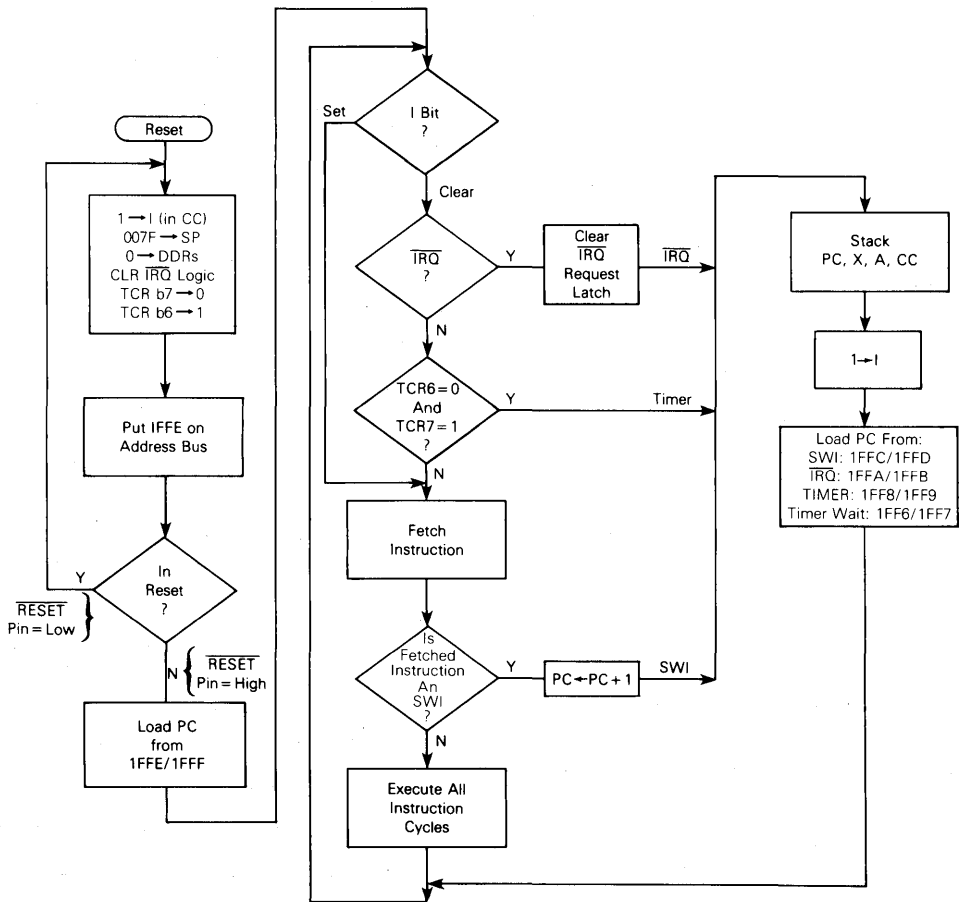 Reset
1→I (in CC)
007F→SP
0→DDRs
CLR IRQ Logic
TCR b7→0
TCR b6→1
Put IFFE on
Address Bus
In
Reset
?
Y
RESET
Pin=Low
N
RESET
Pin=High
Load PC
from
1FFE/1FFF
I Bit
?
Set
Clear
IRQ
?
Y
Clear
IRQ
Request
Latch
IRQ
N
TCR6=0
And
TCR7=1
?
Y
Timer
N
Fetch
Instruction
Is
Fetched
Instruction
An
SWI
?
Y
PC←PC+1
SWI
N
Execute All
Instruction
Cycles
Stack
PC, X, A, CC
1→I
Load PC From:
SWI: 1FFC/1FFD
IRQ: 1FFA/1FFB
TIMER: 1FF8/1FF9
Timer Wait: 1FF6/1FF7